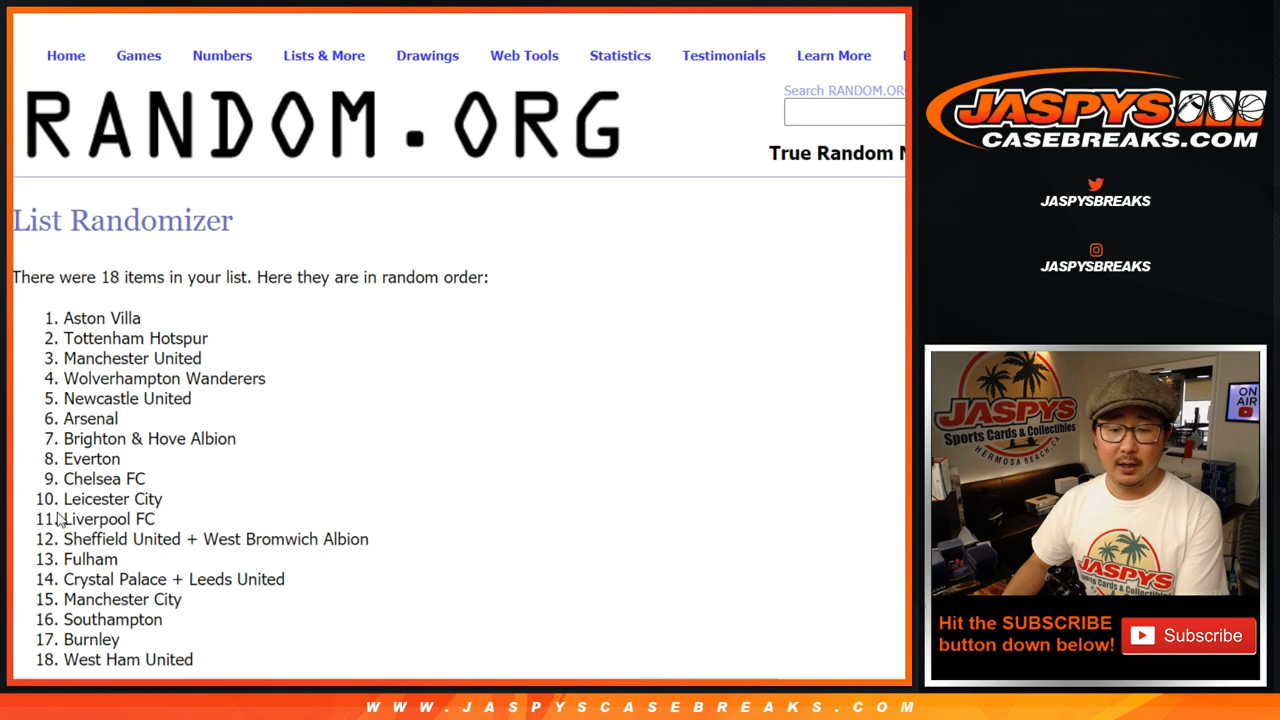 Home Games Numbers Lists & More Drawings Web Tools Statistics Testimonials Learn More
RANDOM.ORG
Search RANDOM.OR
True Random N
List Randomizer
There were 18 items in your list. Here they are in random order:
1. Aston Villa
2. Tottenham Hotspur
3. Manchester United
4. Wolverhampton Wanderers
5. Newcastle United
6. Arsenal
7. Brighton & Hove Albion
8. Everton
9. Chelsea FC
10. Leicester City
11. Liverpool FC
12. Sheffield United + West Bromwich Albion
13. Fulham
14. Crystal Palace + Leeds United
15. Manchester City
16. Southampton
17. Burnley
18. West Ham United
JASPYS
CASEBREAKS.COM
JASPYSBREAKS
JASPYSBREAKS
JASPYS
Sports Cards & Collectibles
HERMOSA BEACH, CA
ON
AIR
JASPYS
Hit the SUBSCRIBE
button down below!
Subscribe
WWW.JASPYSCASEBREAKS.COM